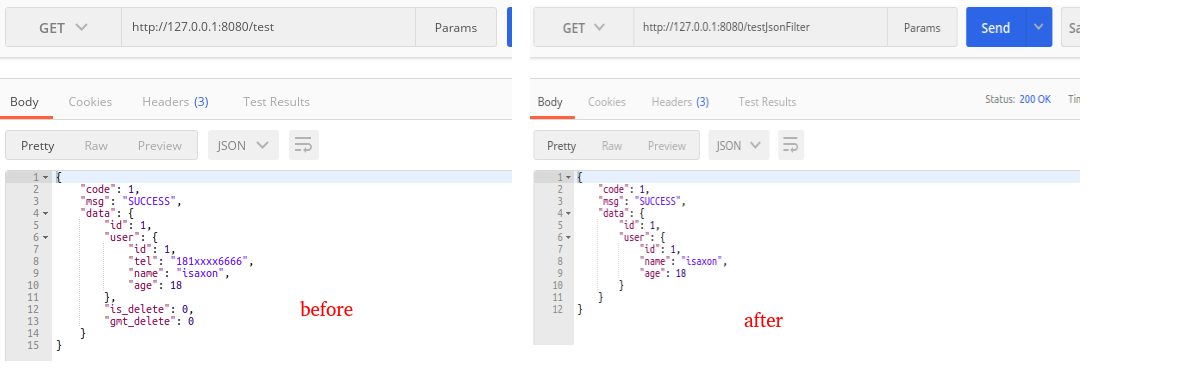 GET http://127.0.0.1:8080/test Params
Body Cookies Headers (3) Test Results
Pretty Raw Preview JSON
1 {
2 "code": 1,
3 "msg": "SUCCESS",
4 "data": {
5 "id": 1,
6 "user": {
7 "id": 1,
8 "tel": "181xxxx6666",
9 "name": "isaxon",
10 "age": 18
11 },
12 "is_delete": 0,
13 "gmt_delete": 0
14 }
15 }
before
GET http://127.0.0.1:8080/testJsonFilter Params Send Sa
Body Cookies Headers (3) Test Results Status: 200 OK Tim
Pretty Raw Preview JSON
1 {
2 "code": 1,
3 "msg": "SUCCESS",
4 "data": {
5 "id": 1,
6 "user": {
7 "id": 1,
8 "name": "isaxon",
9 "age": 18
10 }
11 }
12 }
after